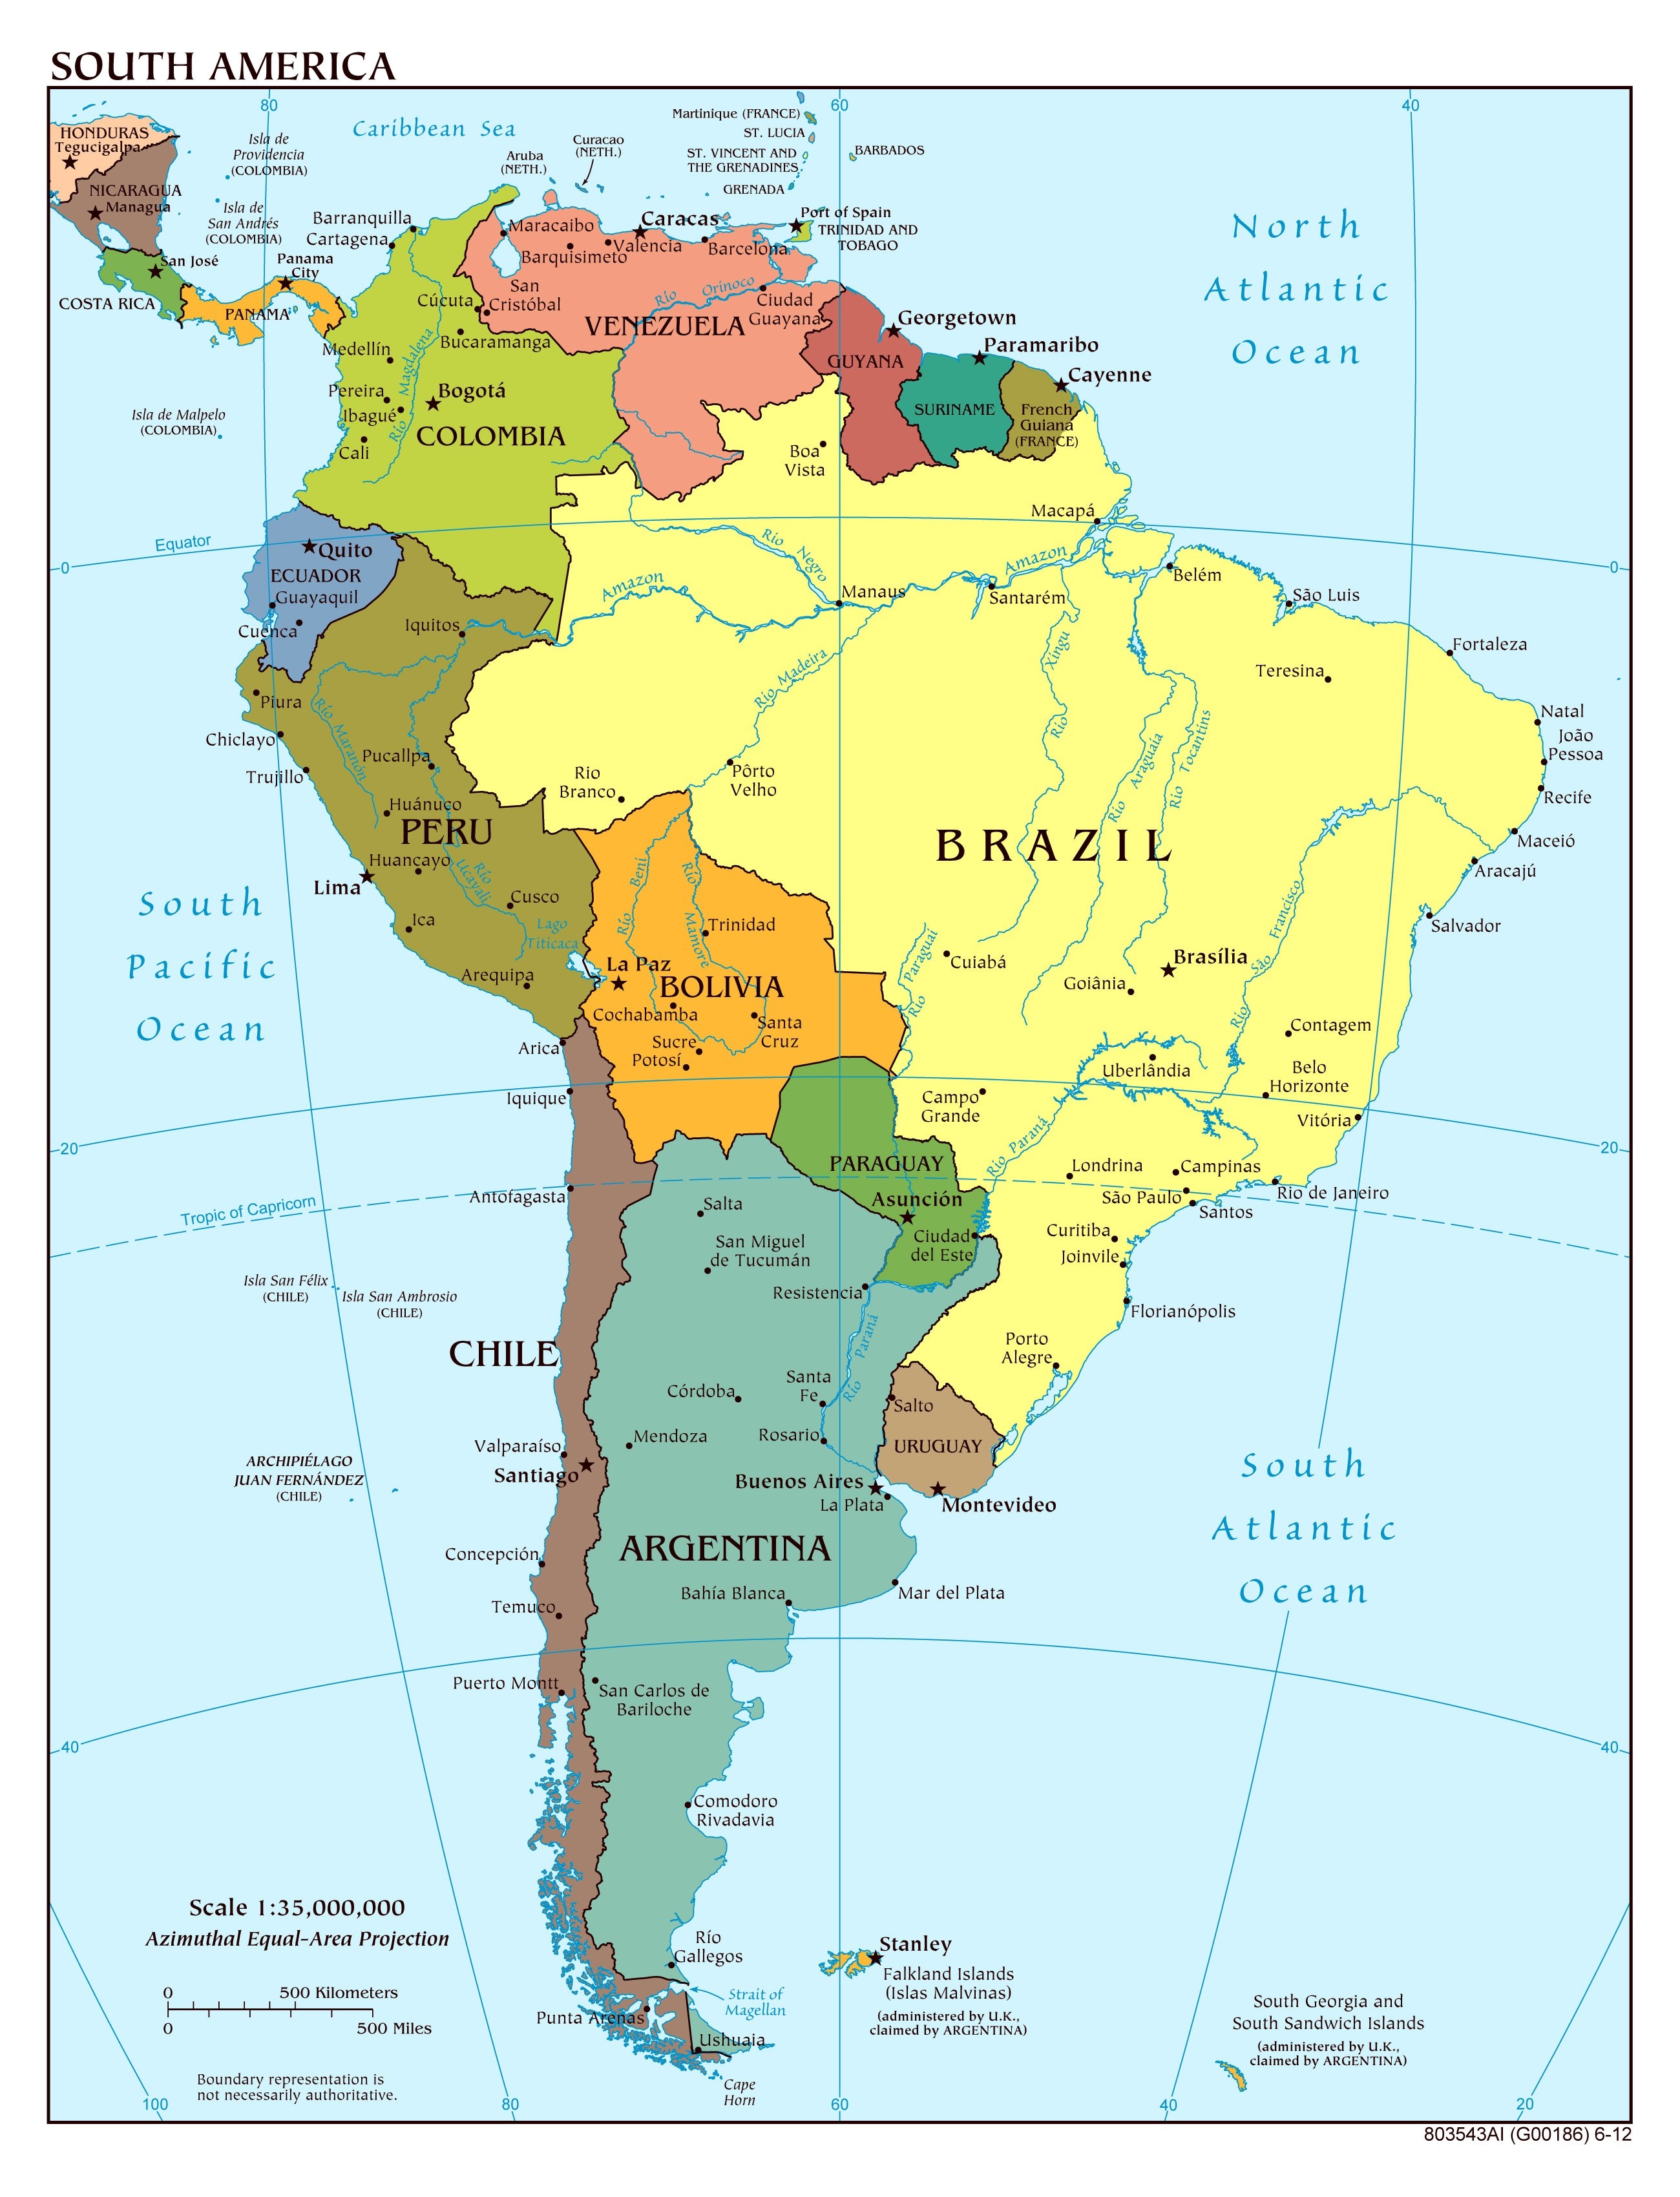 SOUTH AMERICA
80
60
40
Caribbean Sea
Martinique (FRANCE)
ST. LUCIA
ST. VINCENT AND
THE GRENADINES
BARBADOS
GRENADA
HONDURAS
Tegucigalpa
Isla de
Providencia
(COLOMBIA)
Aruba
(NETH.)
Curacao
(NETH.)
NICARAGUA
Managua
Isla de
San Andrés
(COLOMBIA)
Barranquilla
Cartagena
Maracaibo
Caracas
Port of Spain
TRINIDAD AND
TOBAGO
Valencia
Barquisimeto
Barcelona
North
Atlantic
Ocean
San José
Panama
City
COSTA RICA
PANAMA
San
Cristóbal
Cúcuta
Río Orinoco
Ciudad
Guayana
VENEZUELA
Georgetown
Bucaramanga
Medellín
Paramaribo
GUYANA
Cayenne
Pereira
Bogotá
Ibagué
Río Magdalena
COLOMBIA
Cali
SURINAME
French
Guiana
(FRANCE)
Isla de Malpelo
(COLOMBIA)
Boa
Vista
Macapá
Equator
0
0
Quito
ECUADOR
Guayaquil
Cuenca
Rio Negro
Amazon
Amazon
Manaus
Santarém
Belém
São Luis
Iquitos
Fortaleza
Teresina
Rio Madeira
Rio Xingu
Piura
Río Marañón
Natal
João
Pessoa
Chiclayo
Trujillo
Pucallpa
Rio Araguaia
Rio Tocantins
Rio
Branco
Pôrto
Velho
Recife
Huánuco
PERU
BRAZIL
Maceió
Huancayo
Río Ucayali
Lima
Aracajú
Río Beni
Río Mamore
Cusco
Ica
Trinidad
Salvador
South
Pacific
Ocean
Lago
Titicaca
Rio Paraguai
Cuiabá
Brasília
Goiânia
São Francisco
Rio
La Paz
BOLIVIA
Arequipa
Cochabamba
Santa
Cruz
Sucre
Potosí
Contagem
Arica
Uberlândia
Belo
Horizonte
Iquique
Campo
Grande
Vitória
20
20
Rio Paraná
PARAGUAY
Londrina
Campinas
São Paulo
Rio de Janeiro
Santos
Antofagasta
Tropic of Capricorn
Salta
Asunción
Ciudad
del Este
Curitiba
Joinvile
San Miguel
de Tucumán
Resistencia
Isla San Félix
(CHILE)
Isla San Ambrosio
(CHILE)
Florianópolis
CHILE
Río Paraná
Porto
Alegre
Córdoba
Santa
Fe
Salto
Mendoza
Rosario
URUGUAY
Valparaíso
Santiago
ARCHIPIÉLAGO
JUAN FERNÁNDEZ
(CHILE)
Buenos Aires
La Plata
Montevideo
South
Atlantic
Ocean
ARGENTINA
Concepción
Bahía Blanca
Mar del Plata
Temuco
Puerto Montt
San Carlos de
Bariloche
40
40
Comodoro
Rivadavia
Scale 1:35,000,000
Azimuthal Equal-Area Projection
0
500 Kilometers
0
500 Miles
Río
Gallegos
Stanley
Falkland Islands
(Islas Malvinas)
(administered by U.K.,
claimed by ARGENTINA)
Strait of
Magellan
Punta Arenas
Ushuaia
South Georgia and
South Sandwich Islands
(administered by U.K.,
claimed by ARGENTINA)
Boundary representation is
not necessarily authoritative.
Cape
Horn
100
80
60
40
20
803543AI (G00186) 6-12